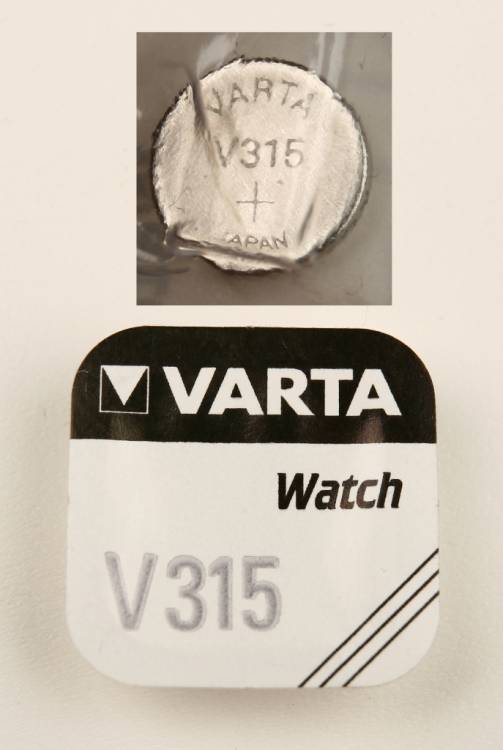 VARTA
V315
+
JAPAN
VARTA
Watch
V315